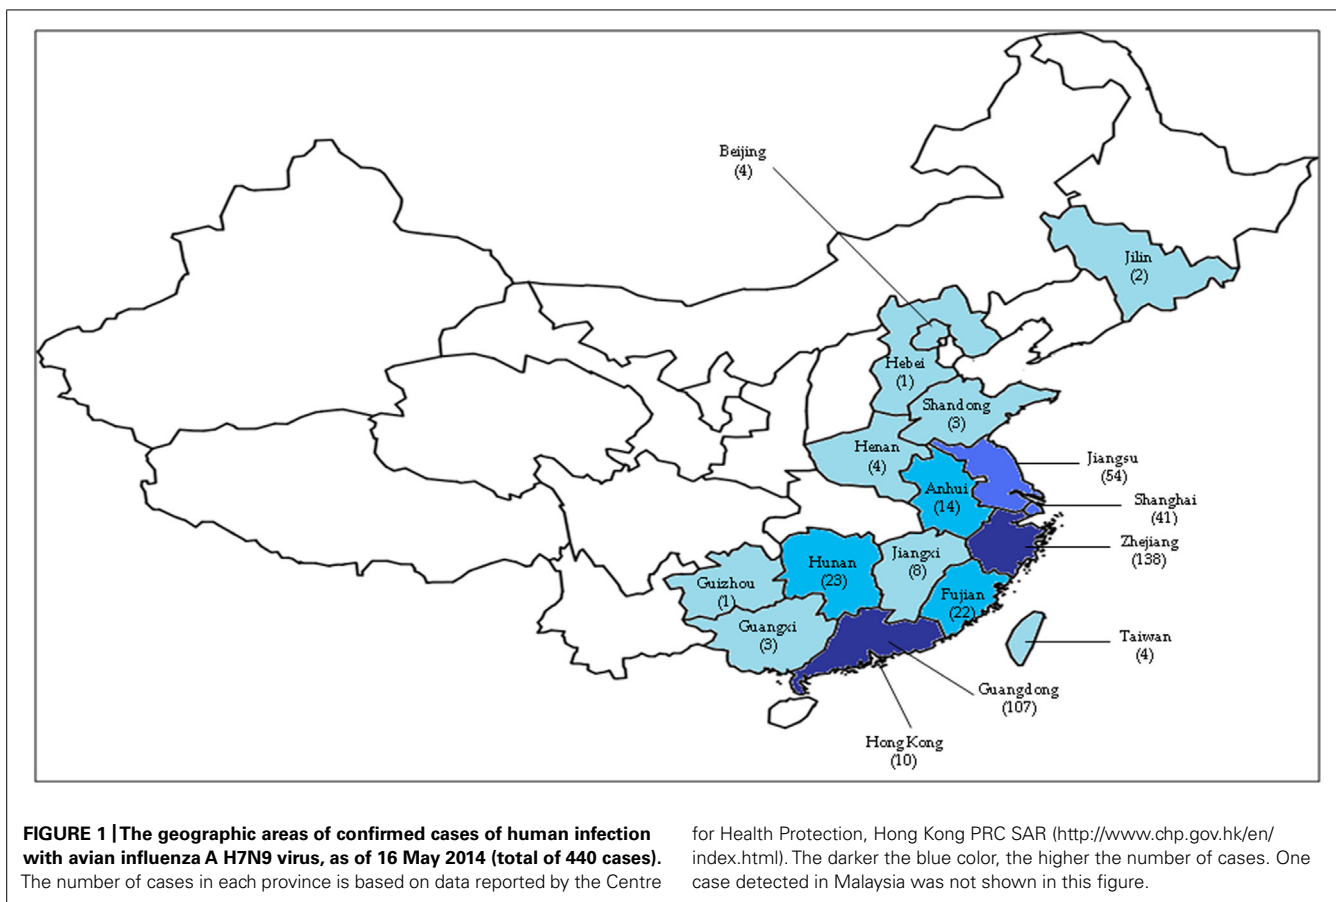 Beijing
(4)
Jilin
(2)
Hebei
(1)
Shandong
(3)
Henan
(4)
Jiangsu
(54)
Anhui
(14)
Shanghai
(41)
Zhejiang
(138)
Jiangxi
(8)
Hunan
(23)
Guizhou
(1)
Fujian
(22)
Guangxi
(3)
Taiwan
(4)
Guangdong
(107)
Hong Kong
(10)
FIGURE 1 | The geographic areas of confirmed cases of human infection
with avian influenza A H7N9 virus, as of 16 May 2014 (total of 440 cases).
The number of cases in each province is based on data reported by the Centre
for Health Protection, Hong Kong PRC SAR (http://www.chp.gov.hk/en/
index.html). The darker the blue color, the higher the number of cases. One
case detected in Malaysia was not shown in this figure.